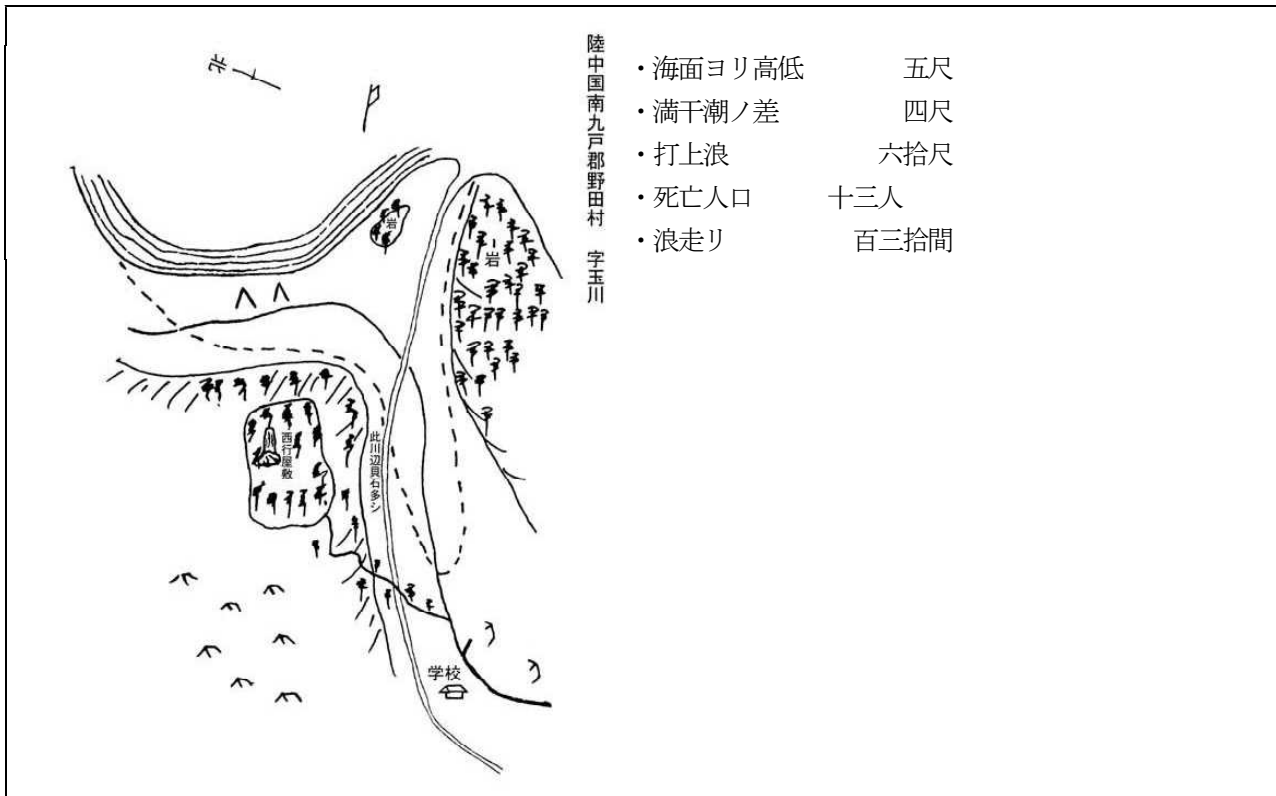 陸中国南九戸郡野田村 字玉川
・海面ヨリ高低 五尺
・満干潮ノ差 四尺
・打上浪 六拾尺
・死亡人口 十三人
・浪走リ 百三拾間
北
岩
岩
西行屋敷
此川辺貝石多シ
学校